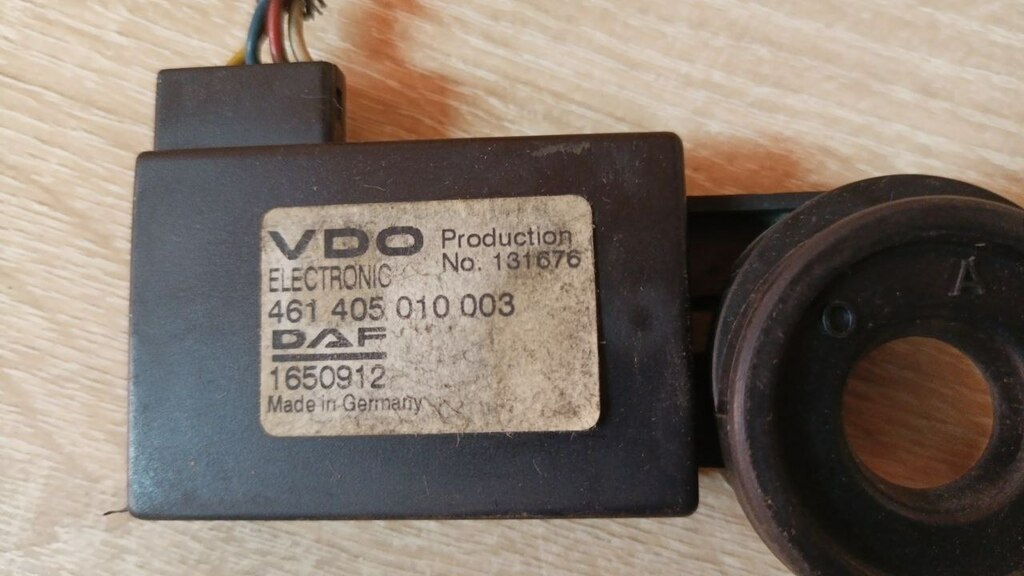 VDO
ELECTRONIC
Production
No. 131676
461 405 010 003
DAF
1650912
Made in Germany
A
O